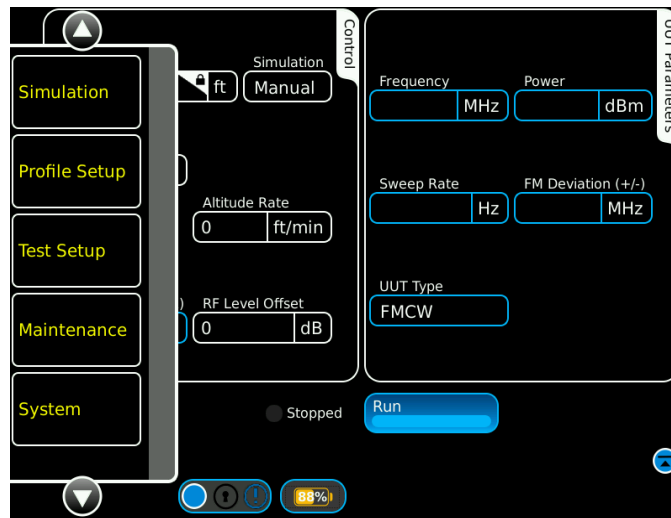 Simulation
Profile Setup
Test Setup
Maintenance
System
Control
Simulation
ft
Manual
Altitude Rate
0 ft/min
)
RF Level Offset
0 dB
UUT Parameters
Frequency
MHz
Power
dBm
Sweep Rate
Hz
FM Deviation (+/-)
MHz
UUT Type
FMCW
Stopped
Run
88%